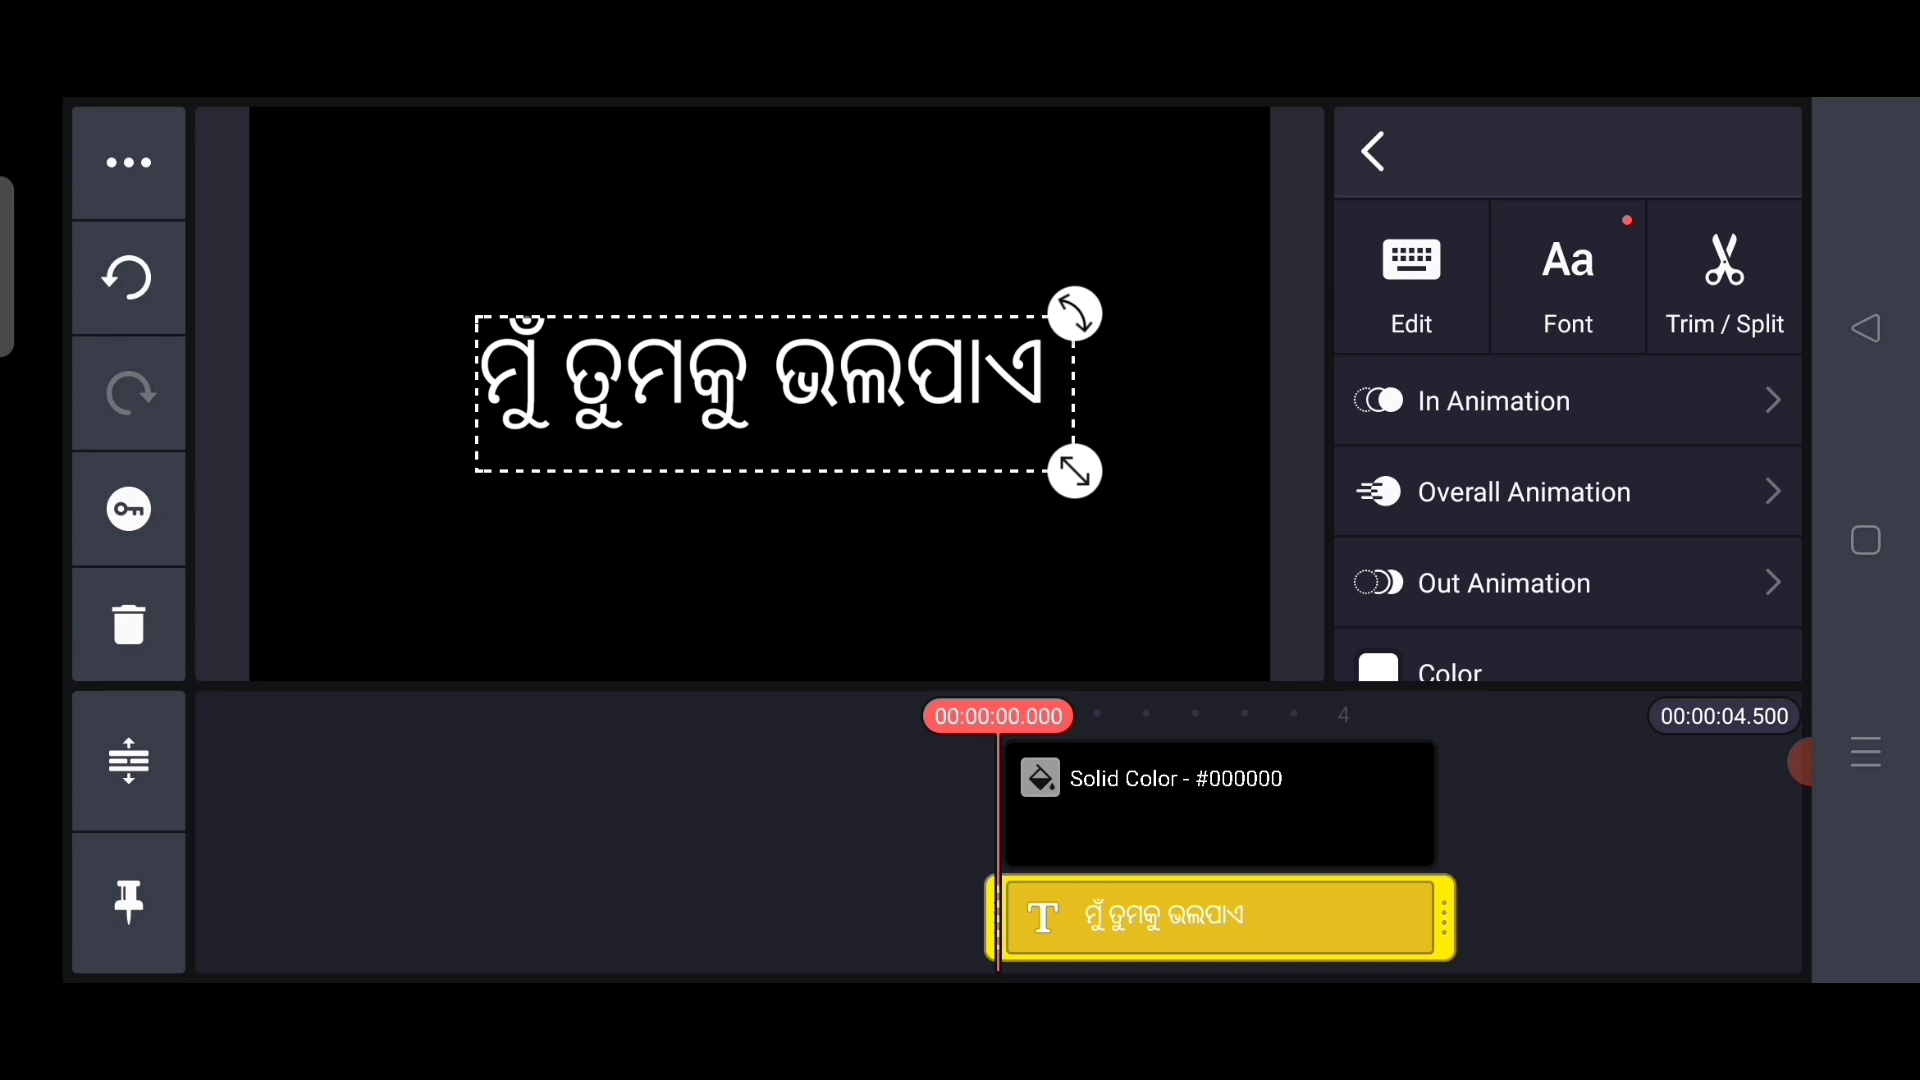 ମୁଁ ତୁମକୁ ଭଲପାଏ
Edit
Aa
Font
Trim / Split
In Animation
Overall Animation
Out Animation
Color
00:00:00.000
4
00:00:04.500
Solid Color - #000000
T ମୁଁ ତୁମକୁ ଭଲପାଏ